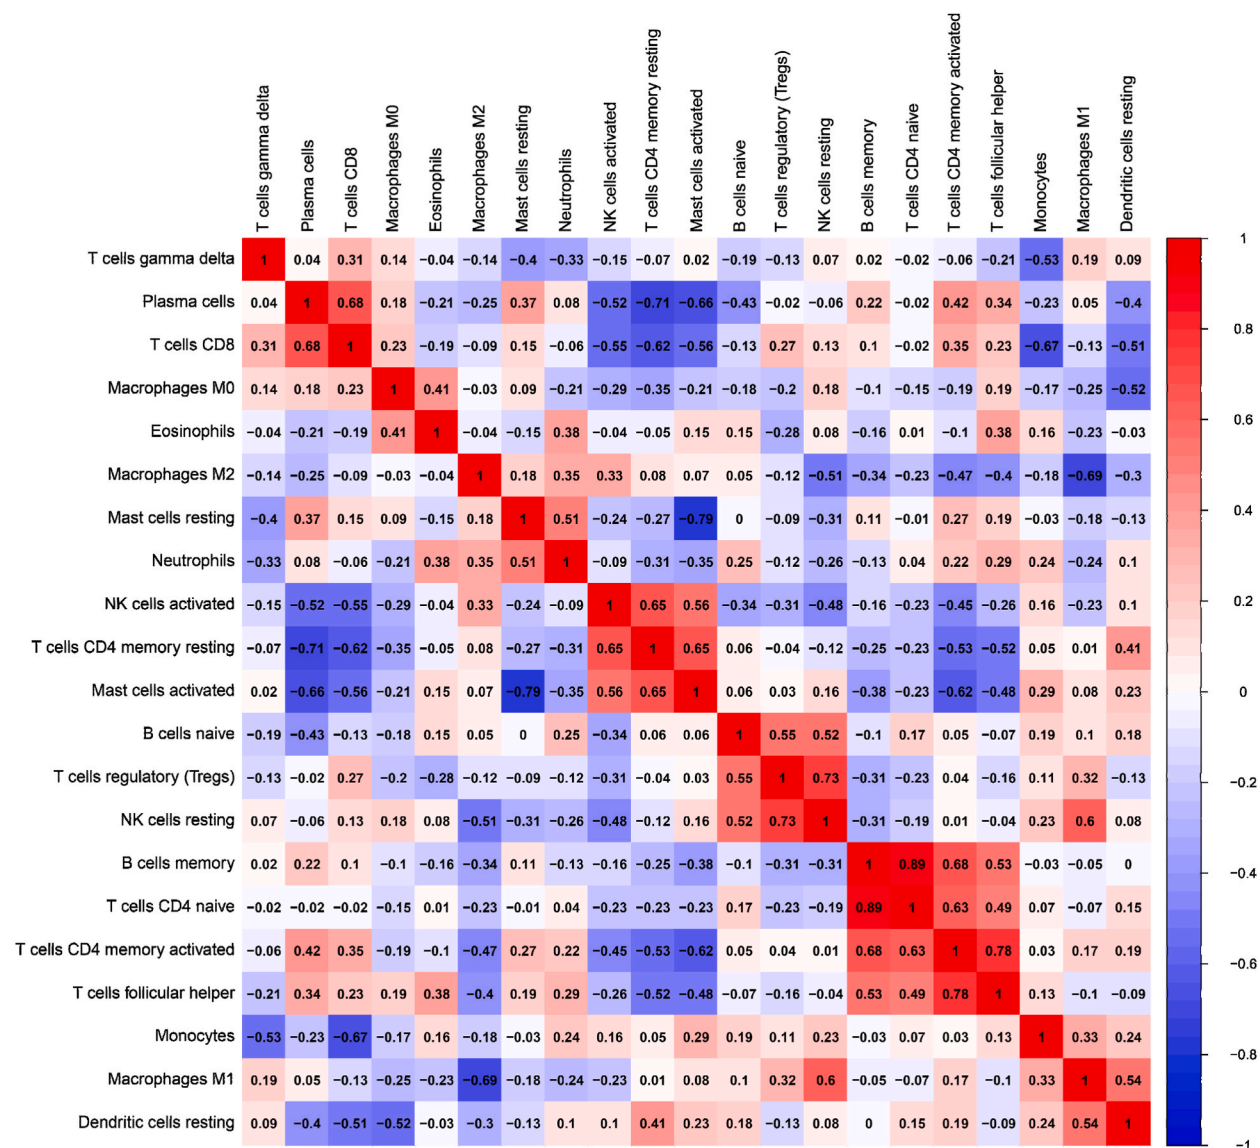 T cells gamma delta
Plasma cells
T cells CD8
Macrophages M0
Eosinophils
Macrophages M2
Mast cells resting
Neutrophils
NK cells activated
T cells CD4 memory resting
Mast cells activated
B cells naive
T cells regulatory (Tregs)
NK cells resting
B cells memory
T cells CD4 naive
T cells CD4 memory activated
T cells follicular helper
Monocytes
Macrophages M1
Dendritic cells resting
T cells gamma delta 1 0.04 0.31 0.14 −0.04 −0.14 −0.4 −0.33 −0.15 −0.07 0.02 −0.19 −0.13 0.07 0.02 −0.02 −0.06 −0.21 −0.53 0.19 0.09
Plasma cells 0.04 1 0.68 0.18 −0.21 −0.25 0.37 0.08 −0.52 −0.71 −0.66 −0.43 −0.02 −0.06 0.22 −0.02 0.42 0.34 −0.23 0.05 −0.4
T cells CD8 0.31 0.68 1 0.23 −0.19 −0.09 0.15 −0.06 −0.55 −0.62 −0.56 −0.13 0.27 0.13 0.1 −0.02 0.35 0.23 −0.67 −0.13 −0.51
Macrophages M0 0.14 0.18 0.23 1 0.41 −0.03 0.09 −0.21 −0.29 −0.35 −0.21 −0.18 −0.2 0.18 −0.1 −0.15 −0.19 0.19 −0.17 −0.25 −0.52
Eosinophils −0.04 −0.21 −0.19 0.41 1 −0.04 −0.15 0.38 −0.04 −0.05 0.15 0.15 −0.28 0.08 −0.16 0.01 −0.1 0.38 0.16 −0.23 −0.03
Macrophages M2 −0.14 −0.25 −0.09 −0.03 −0.04 1 0.18 0.35 0.33 0.08 0.07 0.05 −0.12 −0.51 −0.34 −0.23 −0.47 −0.4 −0.18 −0.69 −0.3
Mast cells resting −0.4 0.37 0.15 0.09 −0.15 0.18 1 0.51 −0.24 −0.27 −0.79 0 −0.09 −0.31 0.11 −0.01 0.27 0.19 −0.03 −0.18 −0.13
Neutrophils −0.33 0.08 −0.06 −0.21 0.38 0.35 0.51 1 −0.09 −0.31 −0.35 0.25 −0.12 −0.26 −0.13 0.04 0.22 0.29 0.24 −0.24 0.1
NK cells activated −0.15 −0.52 −0.55 −0.29 −0.04 0.33 −0.24 −0.09 1 0.65 0.56 −0.34 −0.31 −0.48 −0.16 −0.23 −0.45 −0.26 0.16 −0.23 0.1
T cells CD4 memory resting −0.07 −0.71 −0.62 −0.35 −0.05 0.08 −0.27 −0.31 0.65 1 0.65 0.06 −0.04 −0.12 −0.25 −0.23 −0.53 −0.52 0.05 0.01 0.41
Mast cells activated 0.02 −0.66 −0.56 −0.21 0.15 0.07 −0.79 −0.35 0.56 0.65 1 0.06 0.03 0.16 −0.38 −0.23 −0.62 −0.48 0.29 0.08 0.23
B cells naive −0.19 −0.43 −0.13 −0.18 0.15 0.05 0 0.25 −0.34 0.06 0.06 1 0.55 0.52 −0.1 0.17 0.05 −0.07 0.19 0.1 0.18
T cells regulatory (Tregs) −0.13 −0.02 0.27 −0.2 −0.28 −0.12 −0.09 −0.12 −0.31 −0.04 0.03 0.55 1 0.73 −0.31 −0.23 0.04 −0.16 0.11 0.32 −0.13
NK cells resting 0.07 −0.06 0.13 0.18 0.08 −0.51 −0.31 −0.26 −0.48 −0.12 0.16 0.52 0.73 1 −0.31 −0.19 0.01 −0.04 0.23 0.6 0.08
B cells memory 0.02 0.22 0.1 −0.1 −0.16 −0.34 0.11 −0.13 −0.16 −0.25 −0.38 −0.1 −0.31 −0.31 1 0.89 0.68 0.53 −0.03 −0.05 0
T cells CD4 naive −0.02 −0.02 −0.02 −0.15 0.01 −0.23 −0.01 0.04 −0.23 −0.23 −0.23 0.17 −0.23 −0.19 0.89 1 0.63 0.49 0.07 −0.07 0.15
T cells CD4 memory activated −0.06 0.42 0.35 −0.19 −0.1 −0.47 0.27 0.22 −0.45 −0.53 −0.62 0.05 0.04 0.01 0.68 0.63 1 0.78 0.03 0.17 0.19
T cells follicular helper −0.21 0.34 0.23 0.19 0.38 −0.4 0.19 0.29 −0.26 −0.52 −0.48 −0.07 −0.16 −0.04 0.53 0.49 0.78 1 0.13 −0.1 −0.09
Monocytes −0.53 −0.23 −0.67 −0.17 0.16 −0.18 −0.03 0.24 0.16 0.05 0.29 0.19 0.11 0.23 −0.03 0.07 0.03 0.13 1 0.33 0.24
Macrophages M1 0.19 0.05 −0.13 −0.25 −0.23 −0.69 −0.18 −0.24 −0.23 0.01 0.08 0.1 0.32 0.6 −0.05 −0.07 0.17 −0.1 0.33 1 0.54
Dendritic cells resting 0.09 −0.4 −0.51 −0.52 −0.03 −0.3 −0.13 0.1 0.1 0.41 0.23 0.18 −0.13 0.08 0 0.15 0.19 −0.09 0.24 0.54 1
1
0.8
0.6
0.4
0.2
0
−0.2
−0.4
−0.6
−0.8
−1